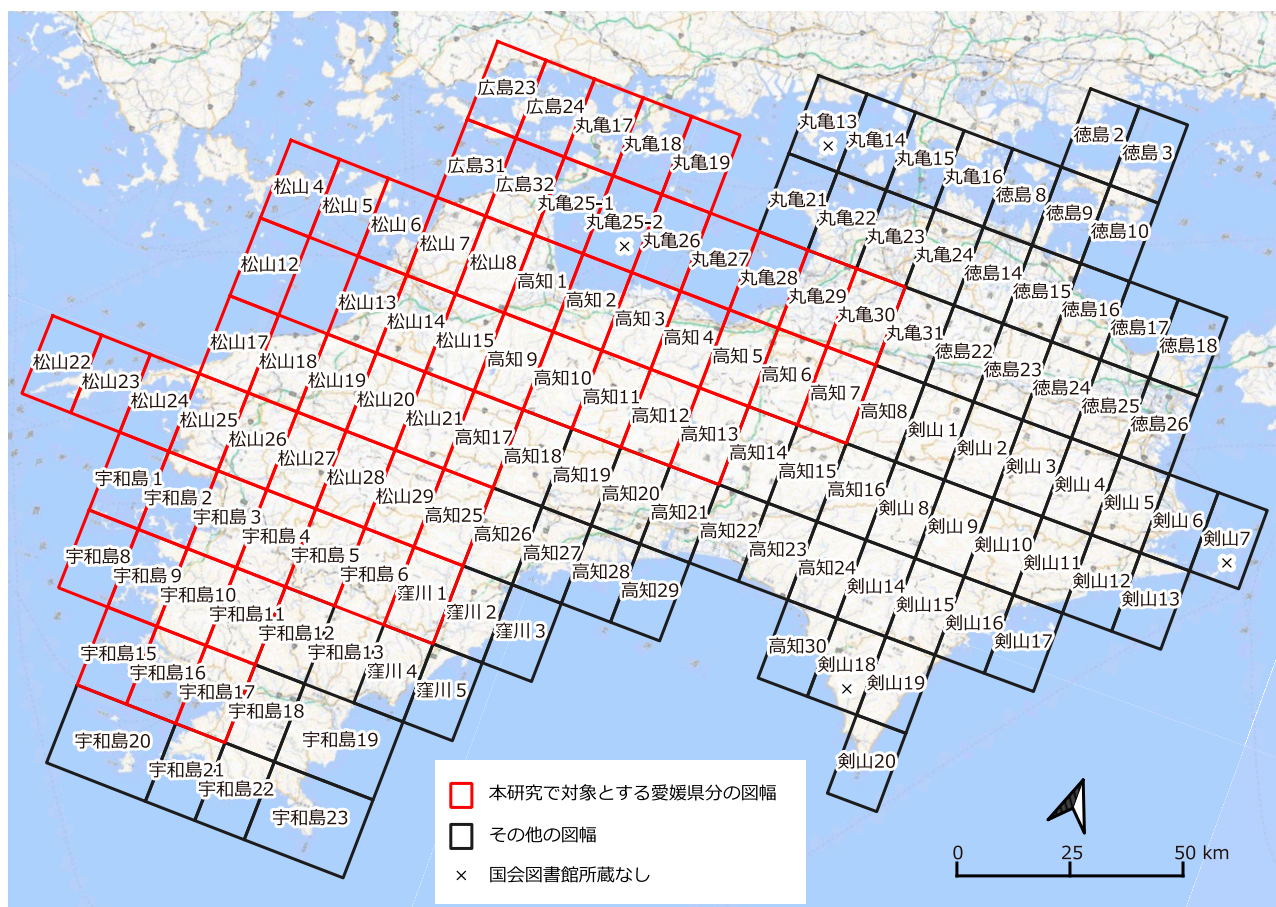 広島23
広島24
丸亀17
丸亀18
丸亀19
丸亀13
×
丸亀14
丸亀15
丸亀16
徳島 2
徳島 3
広島31
広島32
丸亀25-1
丸亀25-2
×
丸亀26
丸亀27
丸亀28
丸亀29
丸亀30
丸亀31
丸亀21
丸亀22
丸亀23
丸亀24
徳島 8
徳島 9
徳島10
徳島14
徳島15
徳島16
徳島17
徳島18
松山 4
松山 5
松山 6
松山 7
松山8
高知 1
高知 2
高知 3
高知 4
高知 5
高知 6
高知 7
高知8
徳島22
徳島23
徳島24
徳島25
徳島26
松山12
松山13
松山14
松山15
高知 9
高知10
高知11
高知12
高知13
高知14
高知15
高知16
剣山 1
剣山 2
剣山 3
剣山 4
剣山 5
剣山 6
剣山 7
×
松山17
松山18
松山19
松山20
松山21
高知17
高知18
高知19
高知20
高知21
高知22
高知23
高知24
剣山 8
剣山 9
剣山10
剣山11
剣山12
剣山13
松山22
松山23
松山24
松山25
松山26
松山27
松山28
松山29
高知25
高知26
高知27
高知28
高知29
高知30
剣山14
剣山15
剣山16
剣山17
剣山18
×
剣山19
剣山20
宇和島 1
宇和島 2
宇和島 3
宇和島 4
宇和島 5
宇和島 6
窪川 1
窪川 2
窪川 3
宇和島8
宇和島 9
宇和島10
宇和島11
宇和島12
宇和島13
窪川 4
窪川 5
宇和島15
宇和島16
宇和島17
宇和島18
宇和島19
宇和島20
宇和島21
宇和島22
宇和島23
本研究で対象とする愛媛県分の図幅
その他の図幅
× 国会図書館所蔵なし
0 25 50 km